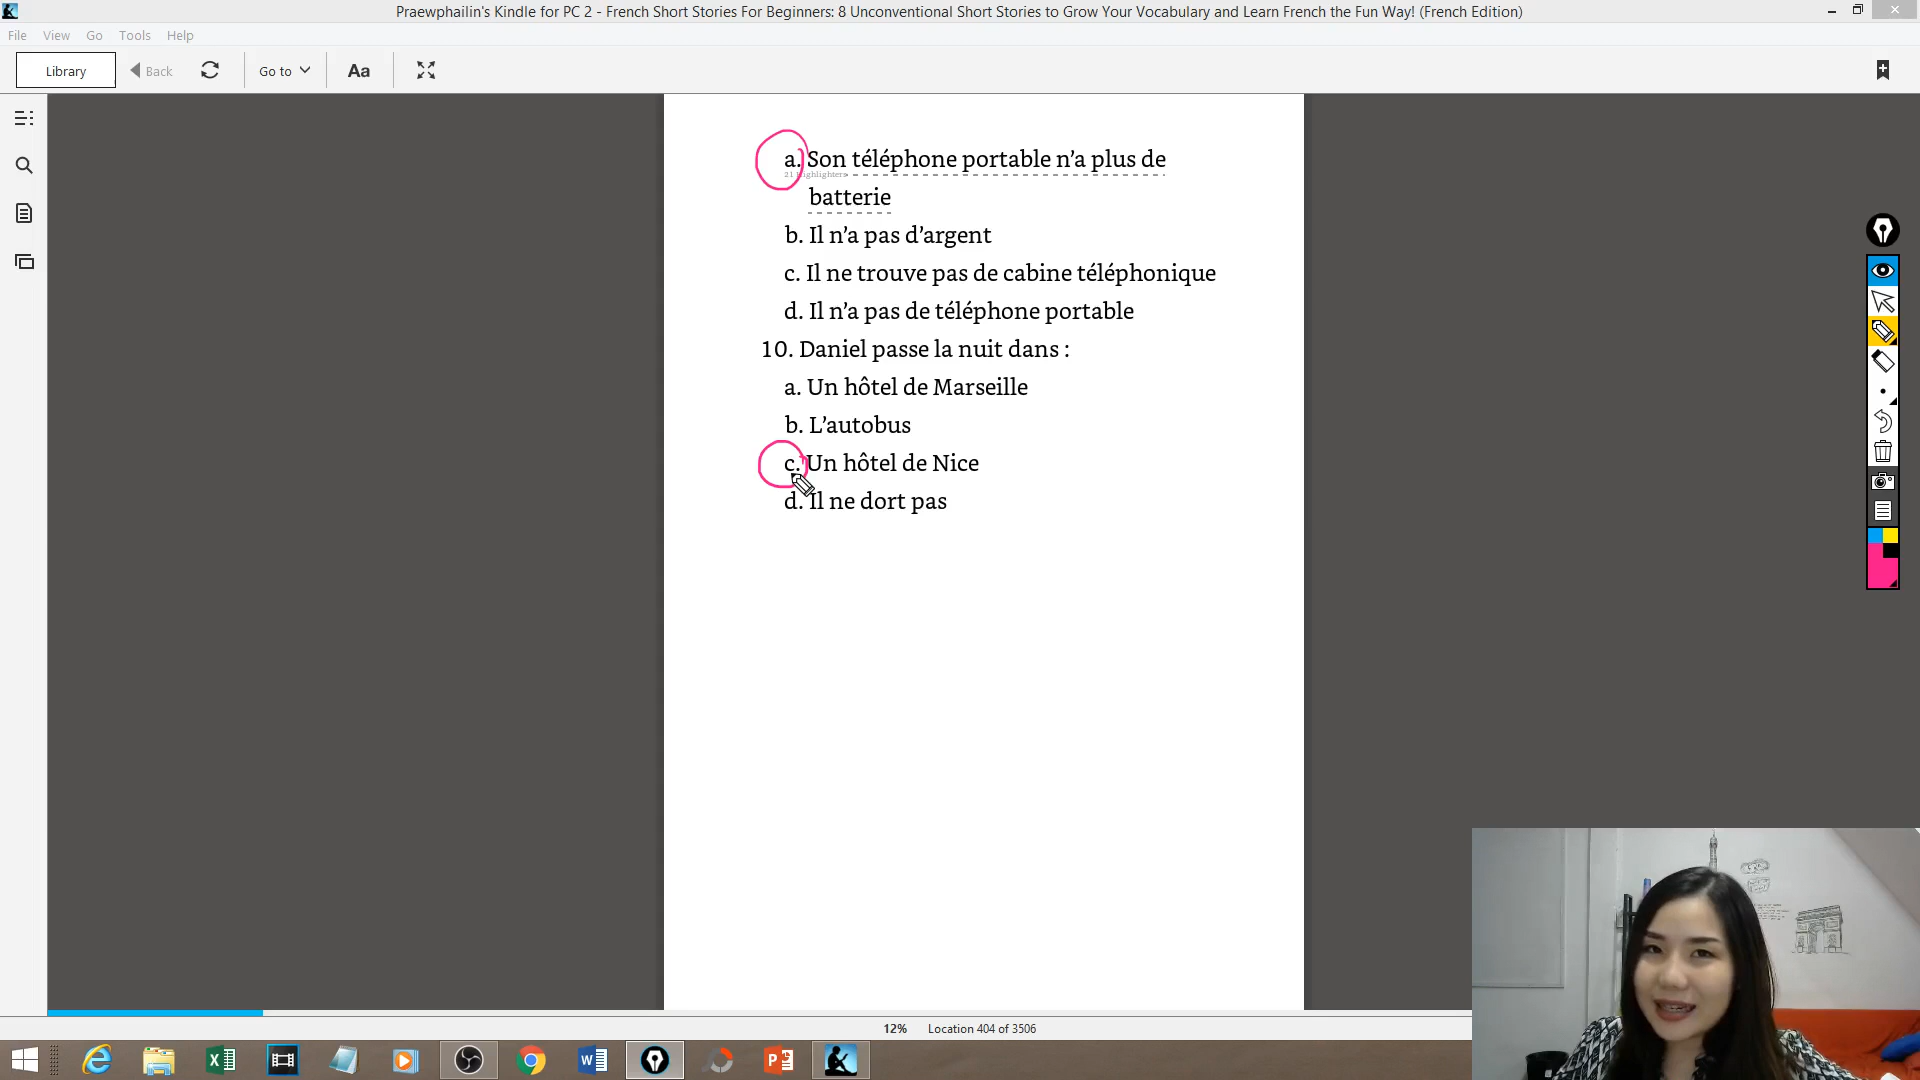 Praewphailin's Kindle for PC 2 - French Short Stories For Beginners: 8 Unconventional Short Stories to Grow Your Vocabulary and Learn French the Fun Way! (French Edition)
File View Go Tools Help
Library Back Go to Aa
a. Son téléphone portable n’a plus de
21 Highlighters
batterie
b. Il n’a pas d’argent
c. Il ne trouve pas de cabine téléphonique
d. Il n’a pas de téléphone portable
10. Daniel passe la nuit dans :
a. Un hôtel de Marseille
b. L’autobus
c. Un hôtel de Nice
d. Il ne dort pas
12% Location 404 of 3506